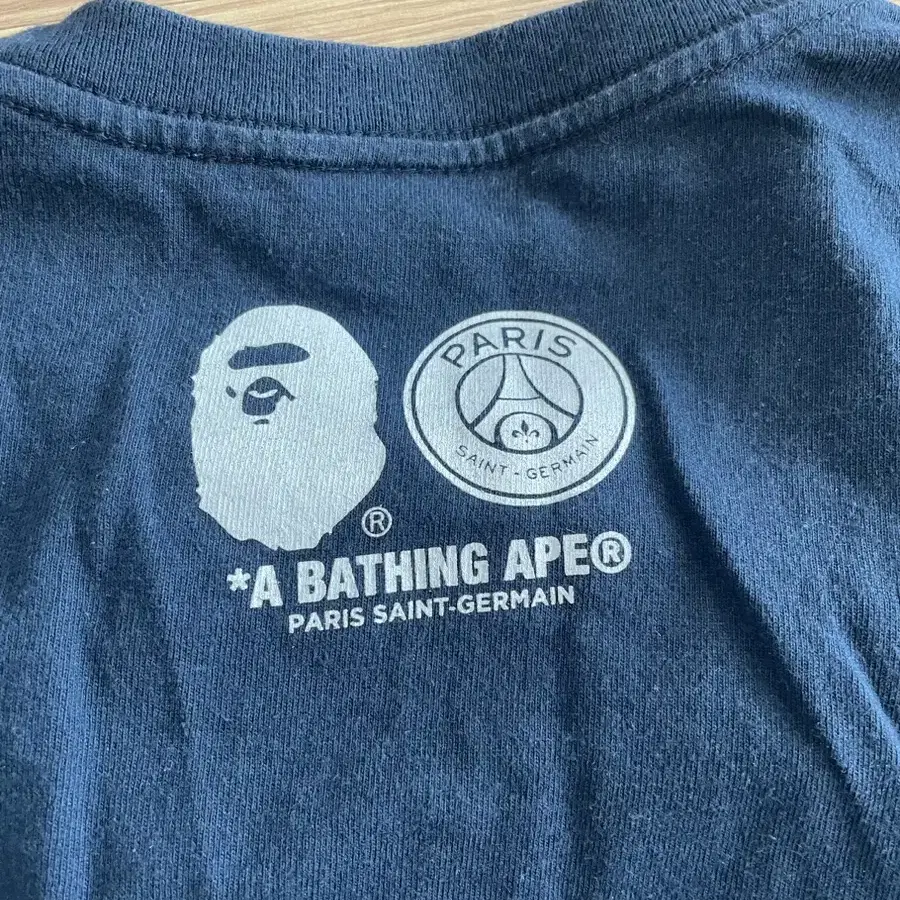 PARIS
SAINT-GERMAIN
®
*A BATHING APE®
PARIS SAINT-GERMAIN